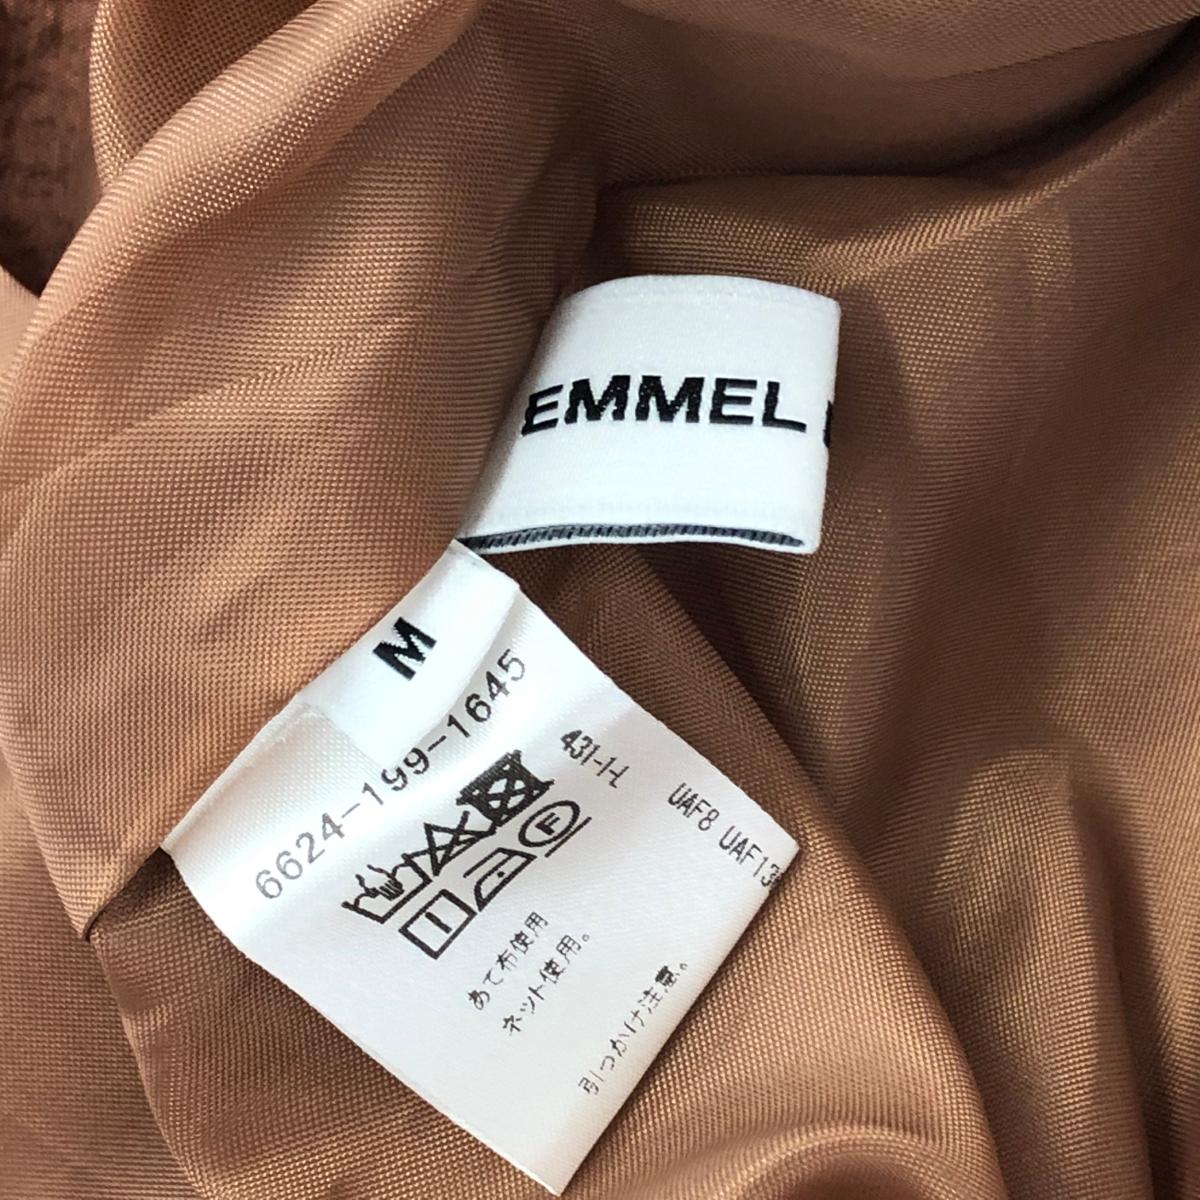 EMMEL
M
6624-199-1645
431-1-L
UAF8 UAF13
F
あて布使用
ネット使用。
引つかけ注意。